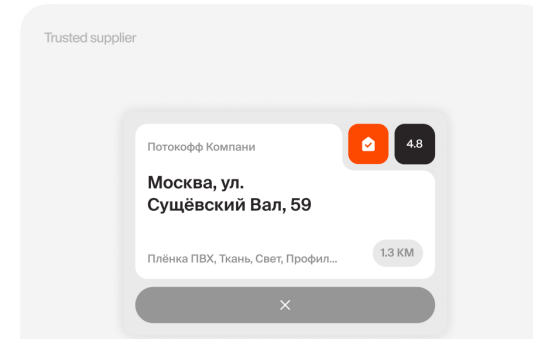 Trusted supplier
Потокофф Компани
4.8
Москва, ул.
Сущёвский Вал, 59
Плёнка ПВХ, Ткань, Свет, Профил...
1.3 КМ